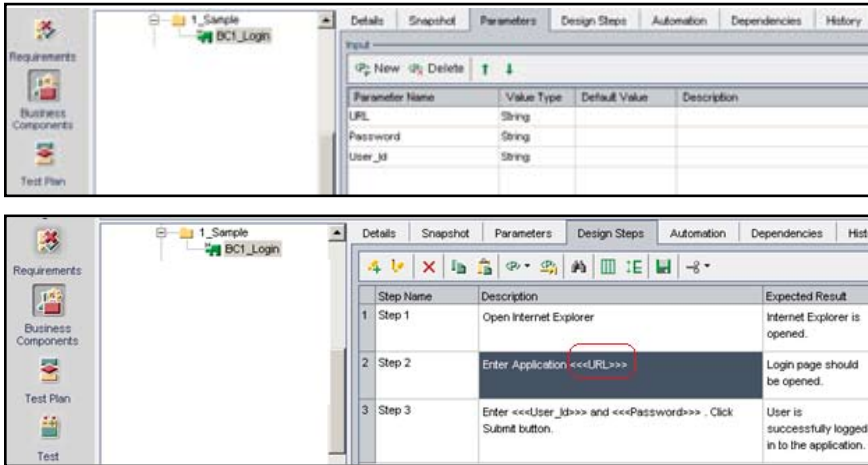 1_Sample
BC1_Login
Requirements
Business
Components
Test Plan
Details Snapshot Parameters Design Steps Automation Dependencies History
Input
New Delete
Parameter Name Value Type Default Value Description
URL String
Password String
User_Id String
1_Sample
BC1_Login
Requirements
Business
Components
Test Plan
Test
Details Snapshot Parameters Design Steps Automation Dependencies Hist
Step Name Description Expected Result
1 Step 1 Open Internet Explorer Internet Explorer is
opened.
2 Step 2 Enter Application <<<URL>>> Login page should
be opened.
3 Step 3 Enter <<<User_Id>>> and <<<Password>>> . Click
Submit button.
User is
successfully logged
in to the application.